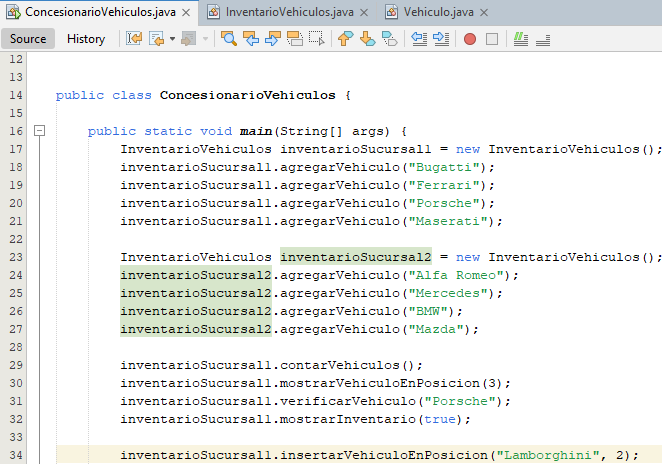 ConcesionarioVehiculos.java InventarioVehiculos.java Vehiculo.java
Source History
12
13
14 public class ConcesionarioVehiculos {
15
16 public static void main(String[] args) {
17 InventarioVehiculos inventarioSucursal1 = new InventarioVehiculos();
18 inventarioSucursal1.agregarVehiculo("Bugatti");
19 inventarioSucursal1.agregarVehiculo("Ferrari");
20 inventarioSucursal1.agregarVehiculo("Porsche");
21 inventarioSucursal1.agregarVehiculo("Maserati");
22
23 InventarioVehiculos inventarioSucursal2 = new InventarioVehiculos();
24 inventarioSucursal2.agregarVehiculo("Alfa Romeo");
25 inventarioSucursal2.agregarVehiculo("Mercedes");
26 inventarioSucursal2.agregarVehiculo("BMW");
27 inventarioSucursal2.agregarVehiculo("Mazda");
28
29 inventarioSucursal1.contarVehiculos();
30 inventarioSucursal1.mostrarVehiculoEnPosicion(3);
31 inventarioSucursal1.verificarVehiculo("Porsche");
32 inventarioSucursal1.mostrarInventario(true);
33
34 inventarioSucursal1.insertarVehiculoEnPosicion("Lamborghini", 2);